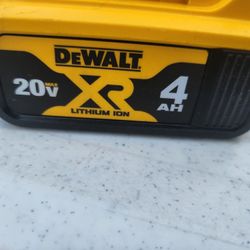 DEWALT
20V MAX XR 4 AH
LITHIUM ION